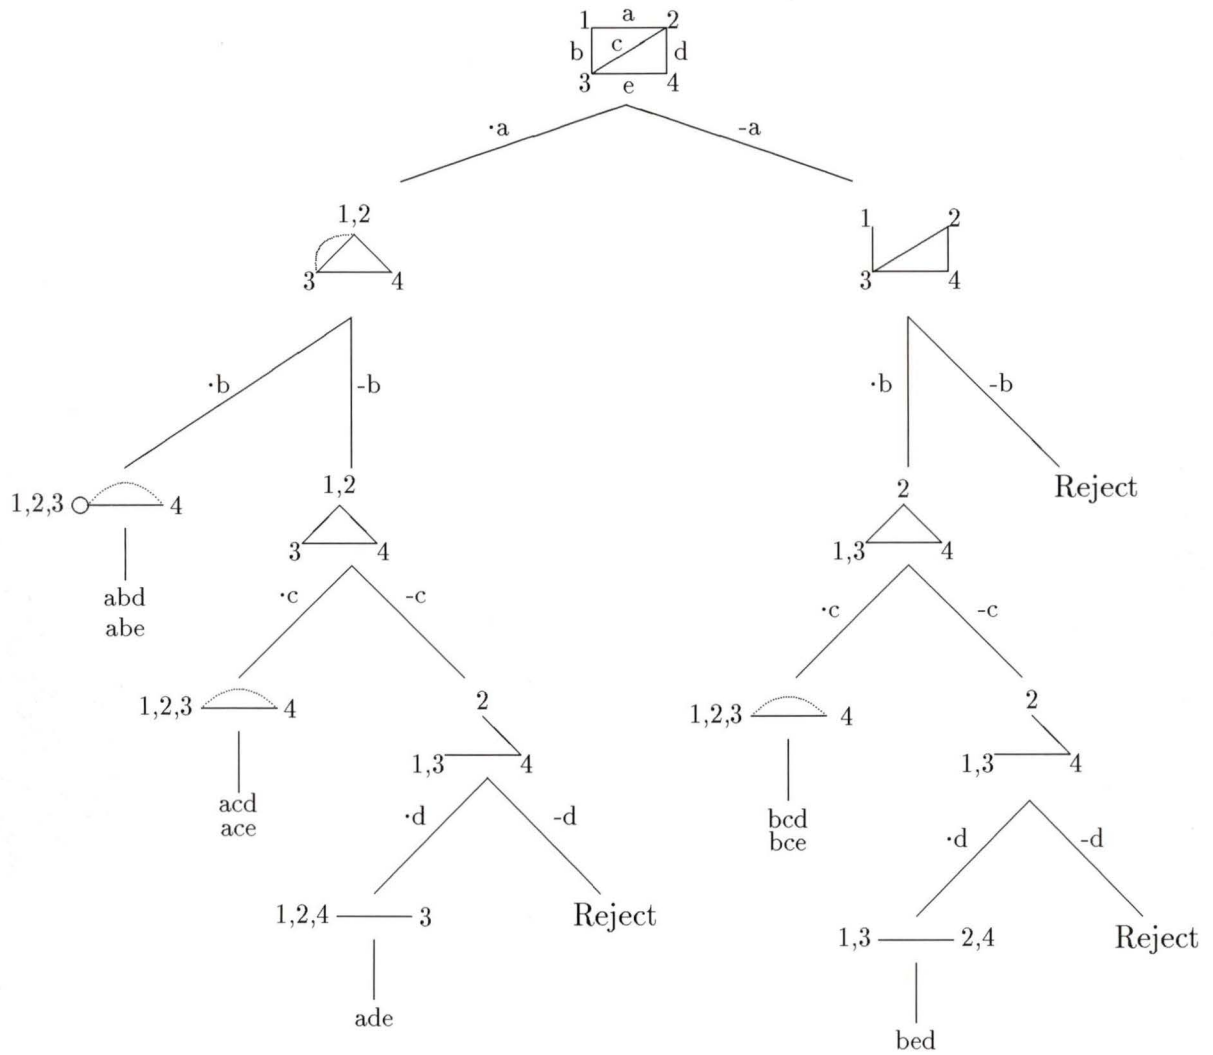 1 a 2
b c d
3 e 4
·a -a
1,2
3 4
1 2
3 4
·b -b
·b -b
1,2,3 4
1,2
3 4
2
1,3 4
Reject
abd
abe
·c -c
·c -c
1,2,3 4
2
1,3 4
1,2,3 4
2
1,3 4
acd
ace
·d -d
bcd
bce
·d -d
1,2,4 3
Reject
1,3 2,4
Reject
ade
bed